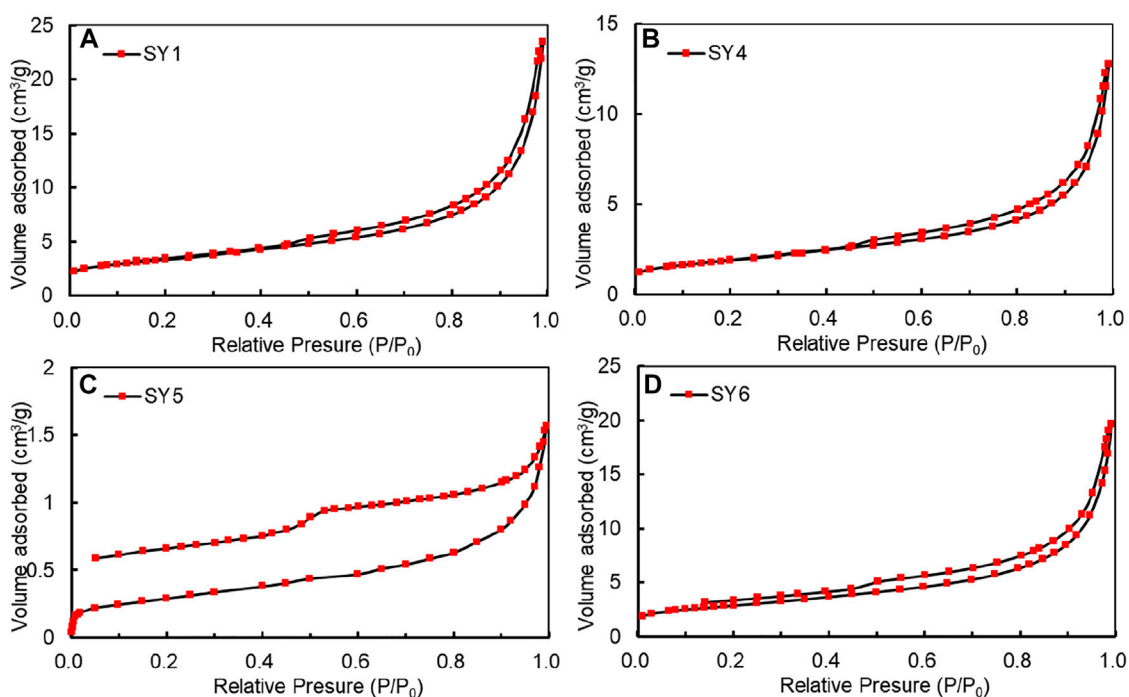 A
SY1
Volume adsorbed (cm³/g)
25
20
15
10
5
0
0.0 0.2 0.4 0.6 0.8 1.0
Relative Presure (P/P₀)
B
SY4
Volume adsorbed (cm³/g)
15
10
5
0
0.0 0.2 0.4 0.6 0.8 1.0
Relative Presure (P/P₀)
C
SY5
Volume adsorbed (cm³/g)
2
1.5
1
0.5
0
0.0 0.2 0.4 0.6 0.8 1.0
Relative Presure (P/P₀)
D
SY6
Volume adsorbed (cm³/g)
25
20
15
10
5
0
0.0 0.2 0.4 0.6 0.8 1.0
Relative Presure (P/P₀)